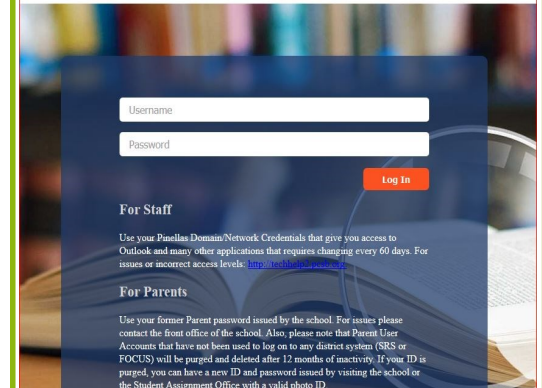 Username
Password
Log In
For Staff
Use your Pinellas Domain/Network Credentials that give you access to
Outlook and many other applications that requires changing every 60 days. For
issues or incorrect access levels:
For Parents
Use your former Parent password issued by the school. For issues please
contact the front office of the school. Also, please note that Parent User
Accounts that have not been used to log on to any district system (SRS or
FOCUS) will be purged and deleted after 12 months of inactivity. If your ID is
purged, you can have a new ID and password issued by visiting the school or
the Student Assignment Office with a valid photo ID.